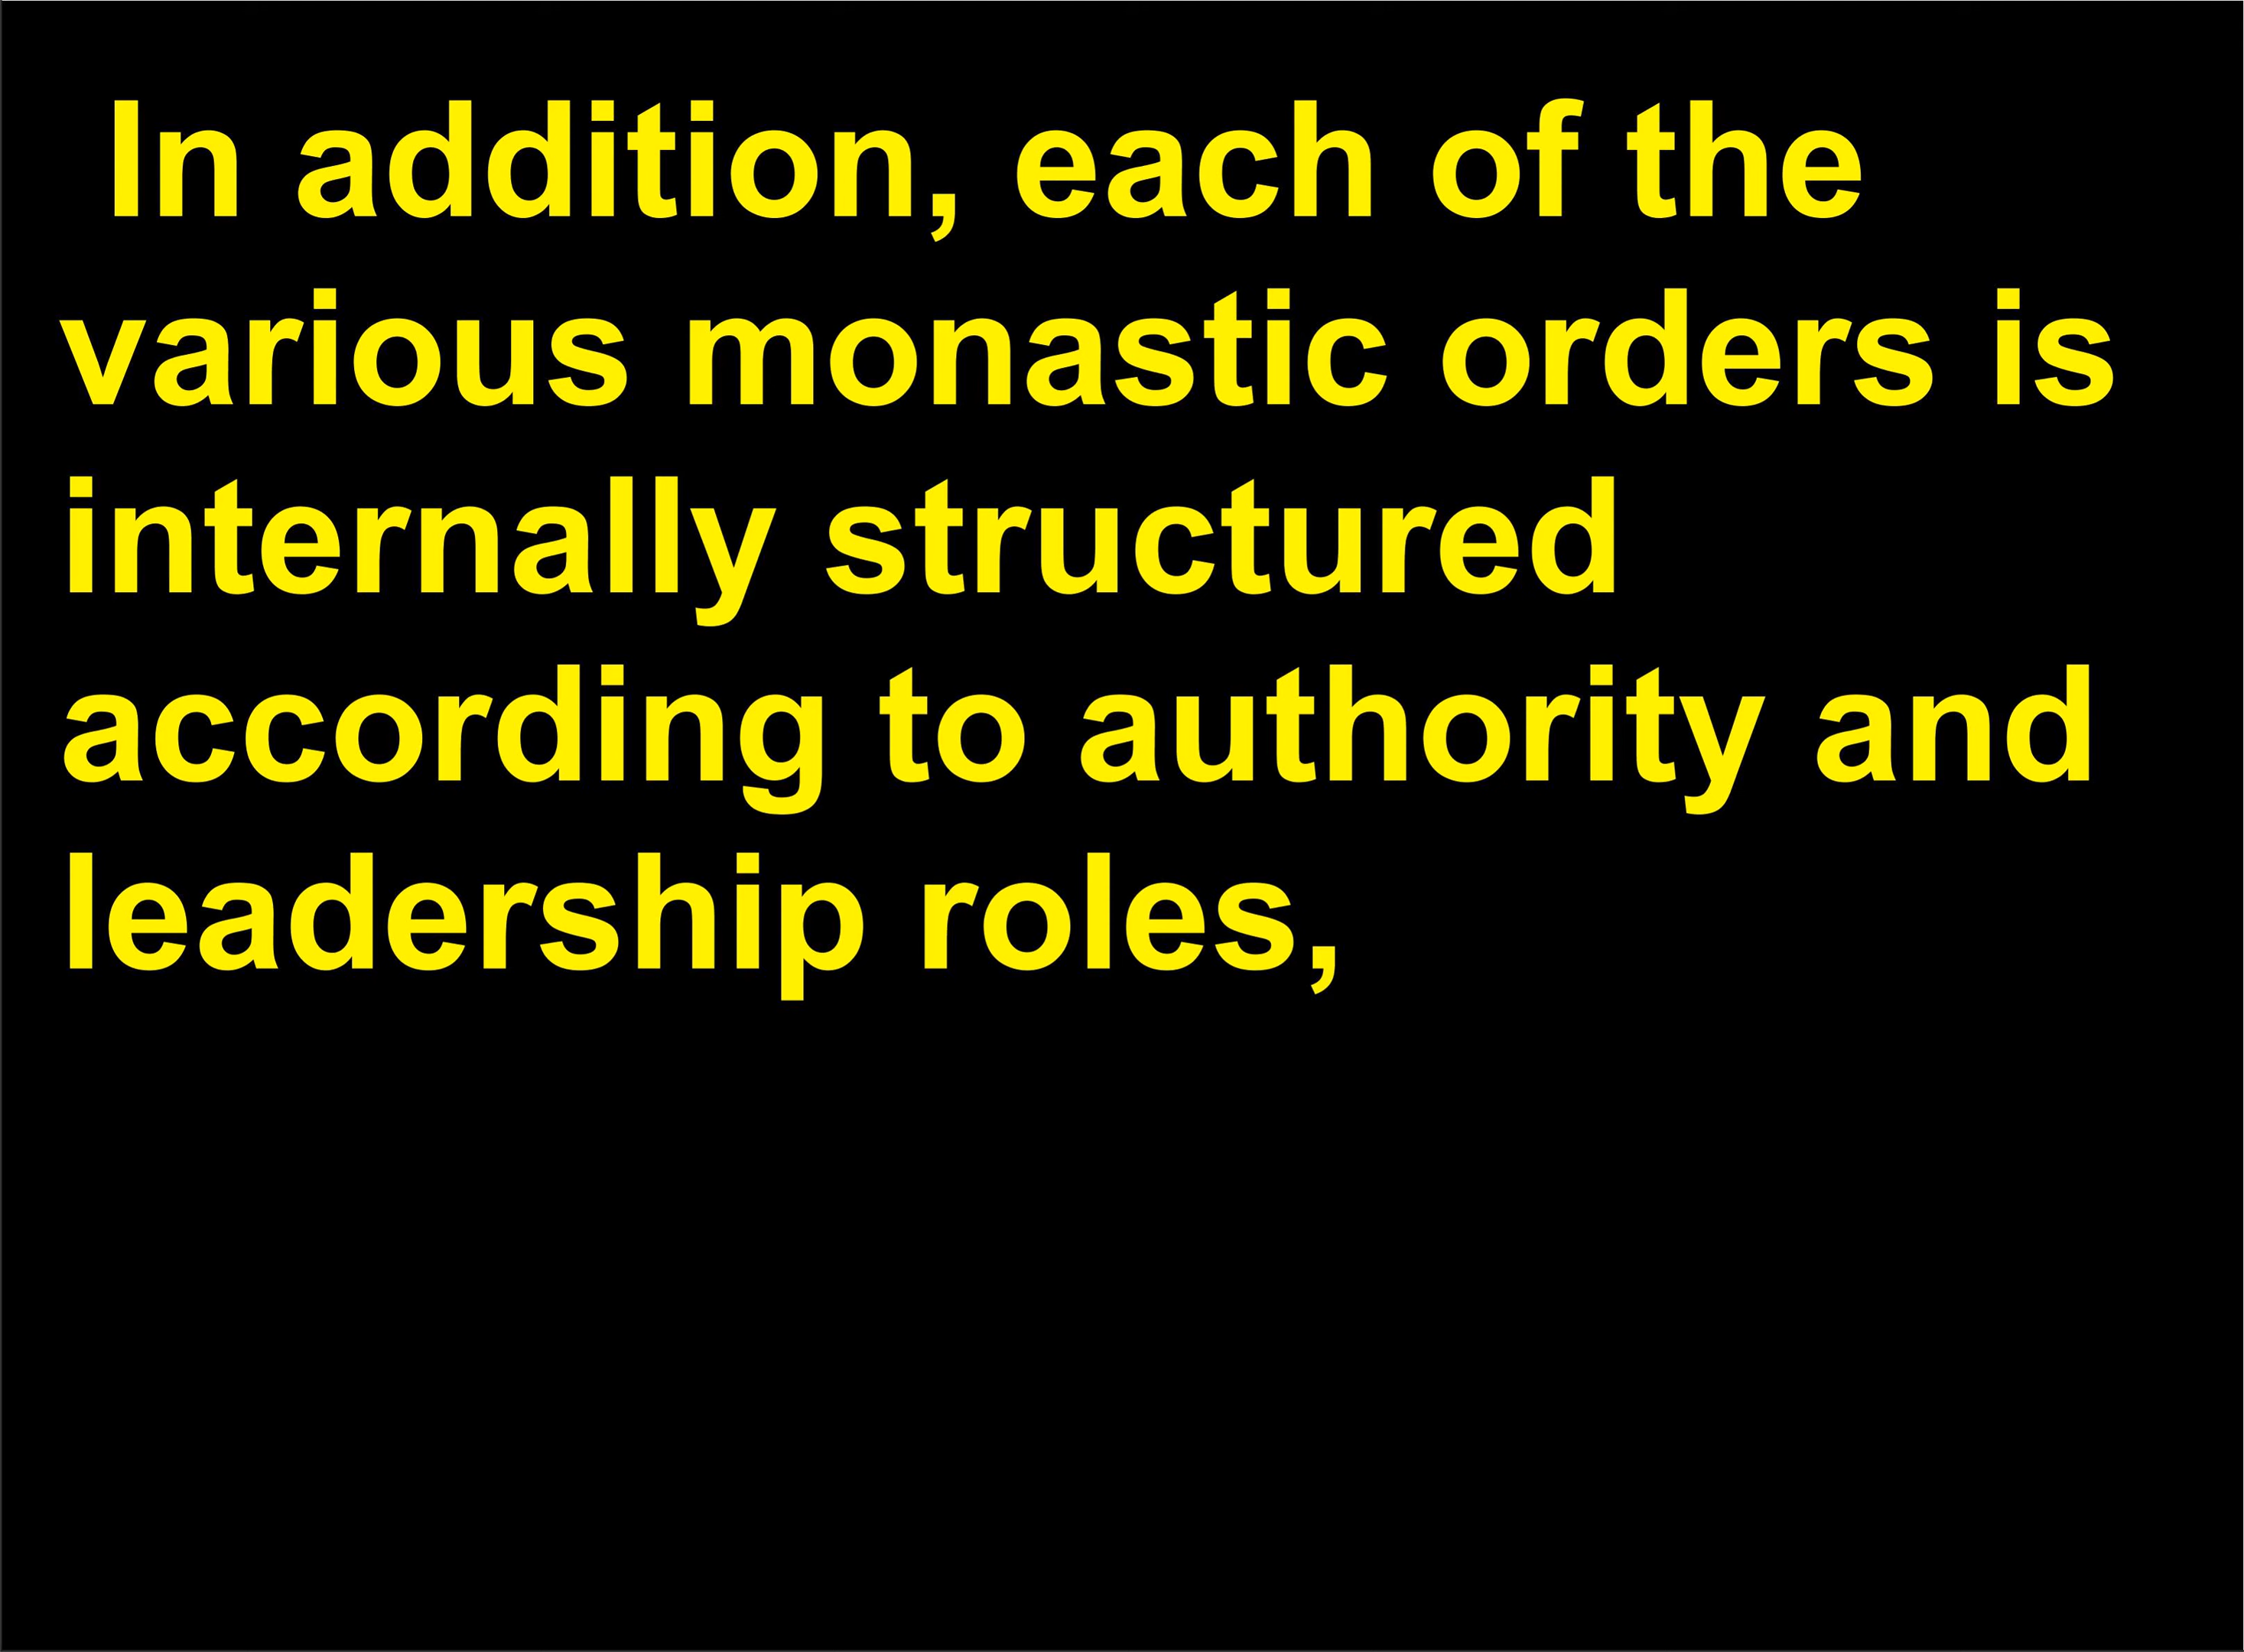 In addition, each of the
various monastic orders is
internally structured
according to authority and
leadership roles,